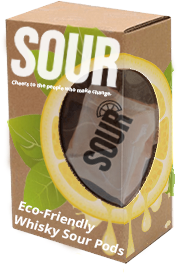 SOUR
Cheers to the people who make change.
SOUR
Eco-Friendly
Whisky Sour Pods